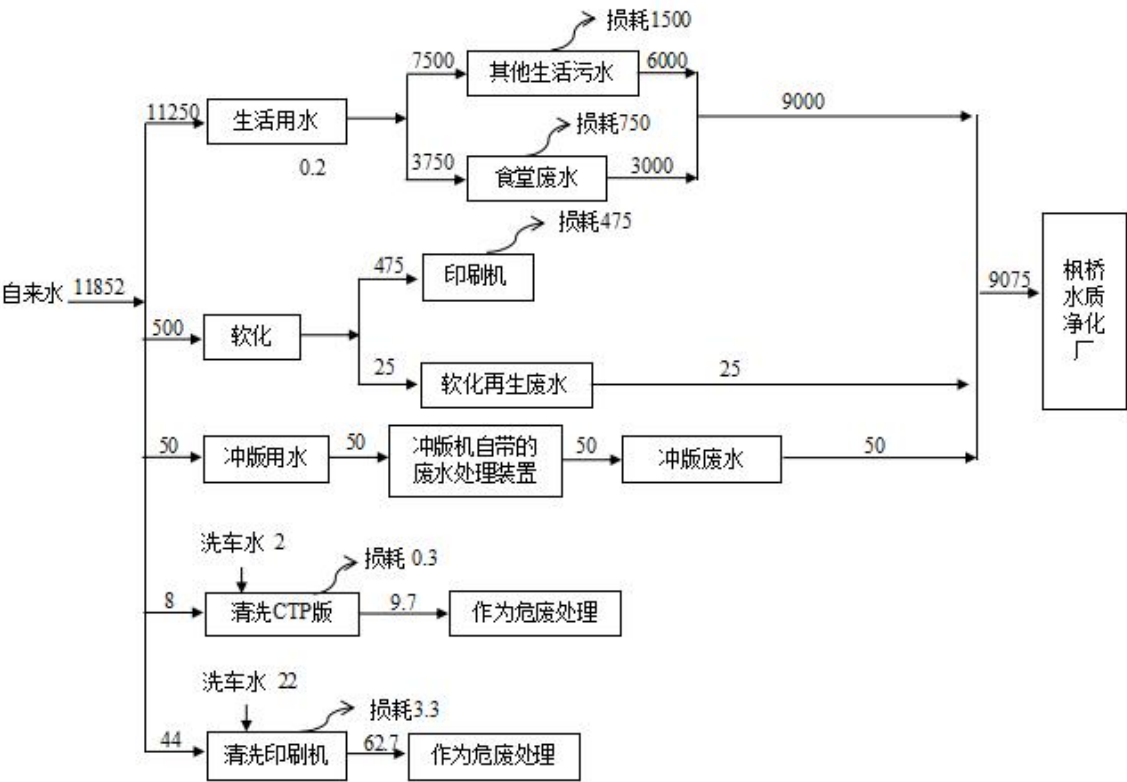 损耗1500
7500
其他生活污水
6000
11250
生活用水
9000
损耗750
0.2
3750
食堂废水
3000
损耗475
475
印刷机
自来水
11852
9075
枫桥
水质
净化
厂
500
软化
25
软化再生废水
25
50
冲版用水
50
冲版机自带的
废水处理装置
50
冲版废水
50
洗车水 2
损耗 0.3
8
清洗CTP版
9.7
作为危废处理
洗车水 22
损耗3.3
44
清洗印刷机
62.7
作为危废处理